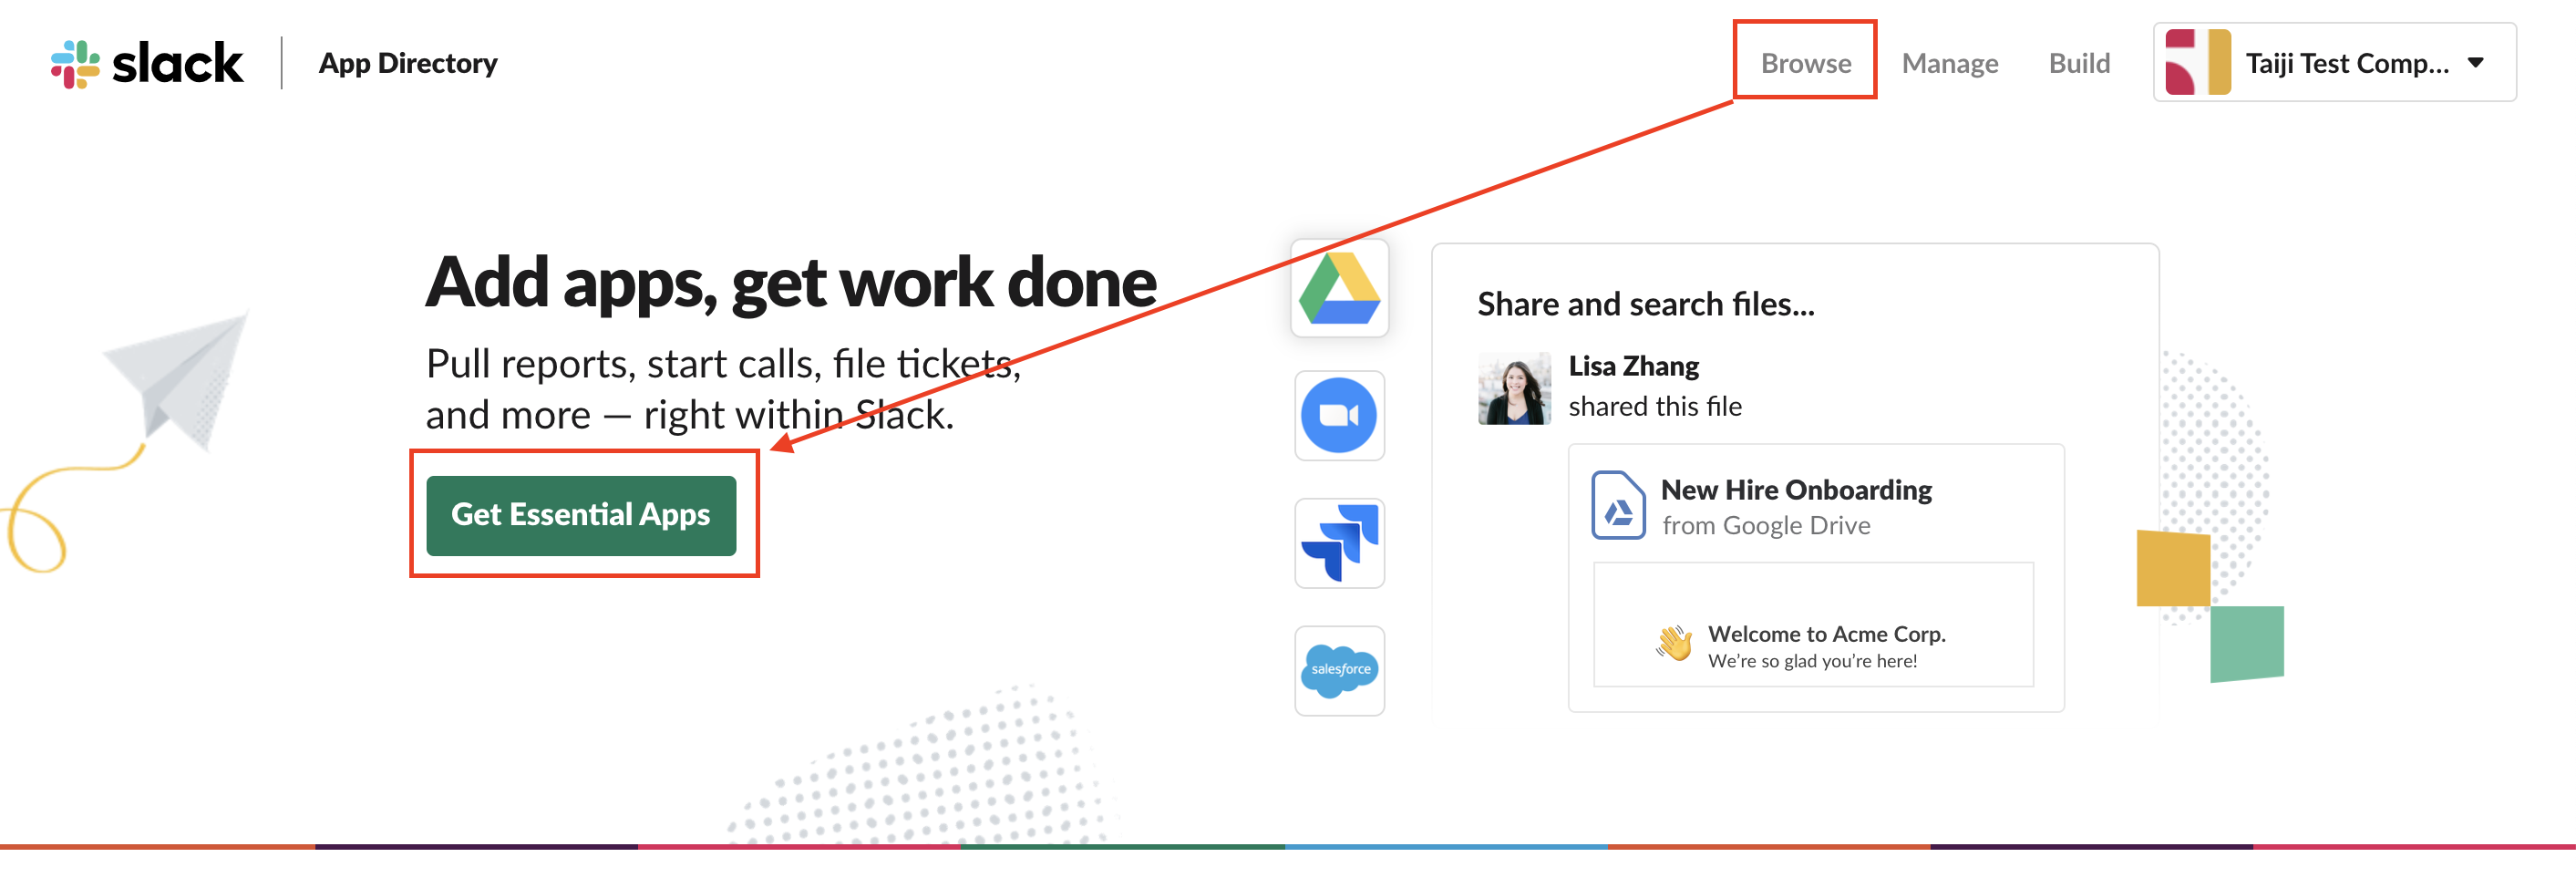 slack
App Directory
Browse
Manage
Build
Taiji Test Comp...
Add apps, get work done
Pull reports, start calls, file tickets,
and more — right within Slack.
Get Essential Apps
salesforce
Share and search files...
Lisa Zhang
shared this file
New Hire Onboarding
from Google Drive
Welcome to Acme Corp.
We're so glad you're here!